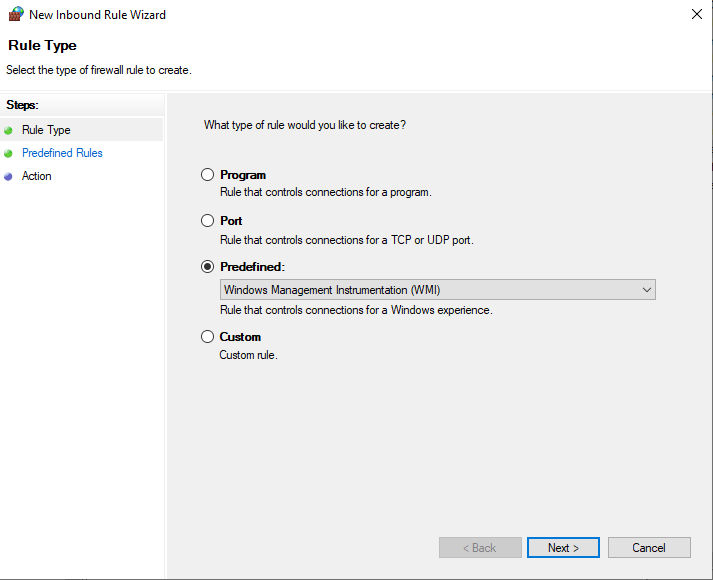 New Inbound Rule Wizard
Rule Type
Select the type of firewall rule to create.
Steps:
Rule Type
Predefined Rules
Action
What type of rule would you like to create?
Program
Rule that controls connections for a program.
Port
Rule that controls connections for a TCP or UDP port.
Predefined:
Windows Management Instrumentation (WMI)
Rule that controls connections for a Windows experience.
Custom
Custom rule.
< Back Next > Cancel